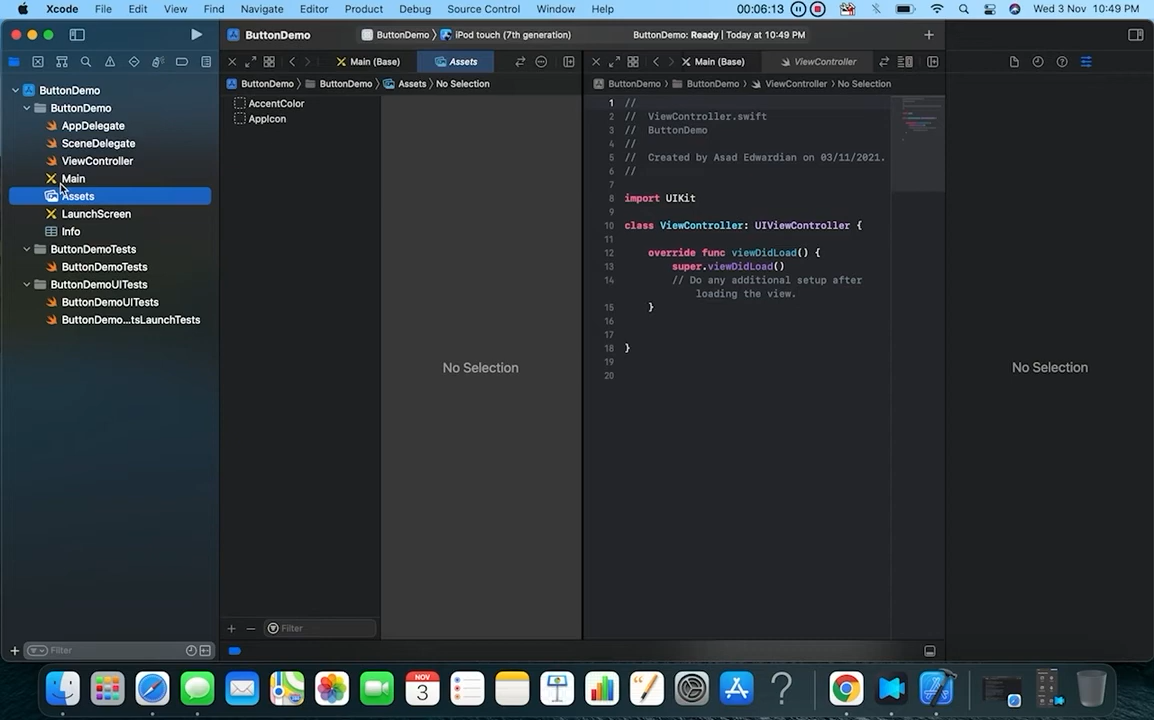 Xcode File Edit View Find Navigate Editor Product Debug Source Control Window Help 00:06:13 Wed 3 Nov 10:49 PM
ButtonDemo ButtonDemo iPod touch (7th generation) ButtonDemo: Ready | Today at 10:49 PM
Main (Base) Assets Main (Base) ViewController
ButtonDemo ButtonDemo Assets No Selection ButtonDemo ButtonDemo ViewController No Selection
ButtonDemo
ButtonDemo
AppDelegate
SceneDelegate
ViewController
Main
Assets
LaunchScreen
Info
ButtonDemoTests
ButtonDemoTests
ButtonDemoUITests
ButtonDemoUITests
ButtonDemo...tsLaunchTests
Filter
AccentColor
AppIcon
Filter
No Selection
1 //
2 // ViewController.swift
3 // ButtonDemo
4 //
5 // Created by Asad Edwardian on 03/11/2021.
6 //
7
8 import UIKit
9
10 class ViewController: UIViewController {
11
12 override func viewDidLoad() {
13 super.viewDidLoad()
14 // Do any additional setup after
loading the view.
15 }
16
17
18 }
19
20
No Selection
NOV
3